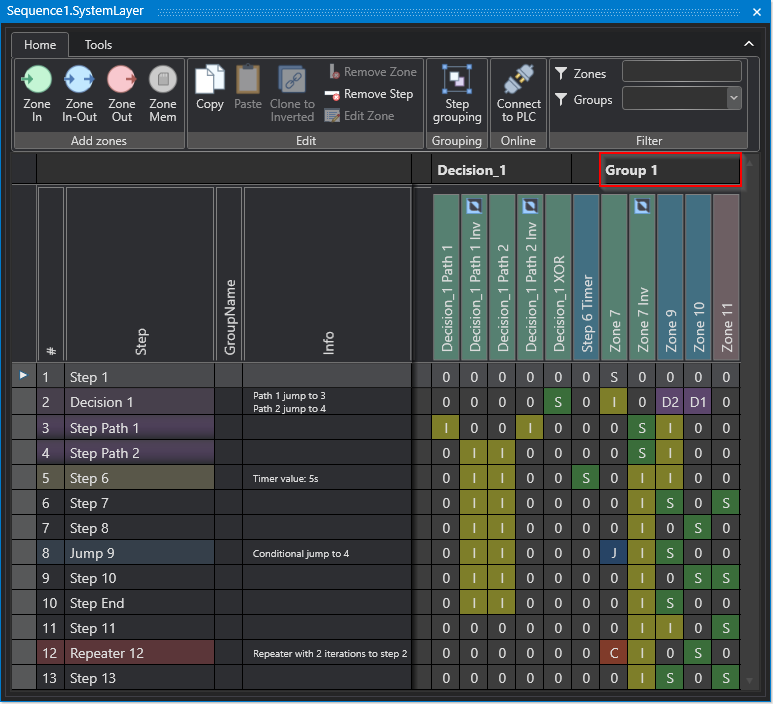 Sequence1.SystemLayer
Home Tools
Zone In Zone In-Out Zone Out Zone Mem
Add zones
Copy Paste Clone to Inverted
Remove Zone
Remove Step
Edit Zone
Edit
Step grouping
Grouping
Connect to PLC
Online
Zones
Groups
Filter
Decision_1 Group 1
# Step GroupName Info Decision_1 Path 1 Decision_1 Path 1 Inv Decision_1 Path 2 Decision_1 Path 2 Inv Decision_1 XOR Step 6 Timer Zone 7 Zone 7 Inv Zone 9 Zone 10 Zone 11
1 Step 1 0 0 0 0 0 0 S 0 0 0 0
2 Decision 1 Path 1 jump to 3 Path 2 jump to 4 0 0 0 0 S 0 I 0 D2 D1 0
3 Step Path 1 I 0 0 I 0 0 0 S I 0 0
4 Step Path 2 0 I I 0 0 0 0 S I 0 0
5 Step 6 Timer value: 5s 0 I I 0 0 S 0 I I 0 0
6 Step 7 0 I I 0 0 0 0 I S 0 S
7 Step 8 0 I I 0 0 0 0 I 0 S 0
8 Jump 9 Conditional jump to 4 0 I I 0 0 0 J I S 0 0
9 Step 10 0 I I 0 0 0 0 I 0 S S
10 Step End 0 I I 0 0 0 0 I S 0 0
11 Step 11 0 0 0 0 0 0 0 I I 0 S
12 Repeater 12 Repeater with 2 iterations to step 2 0 0 0 0 0 0 C I 0 S 0
13 Step 13 0 0 0 0 0 0 0 I S 0 S